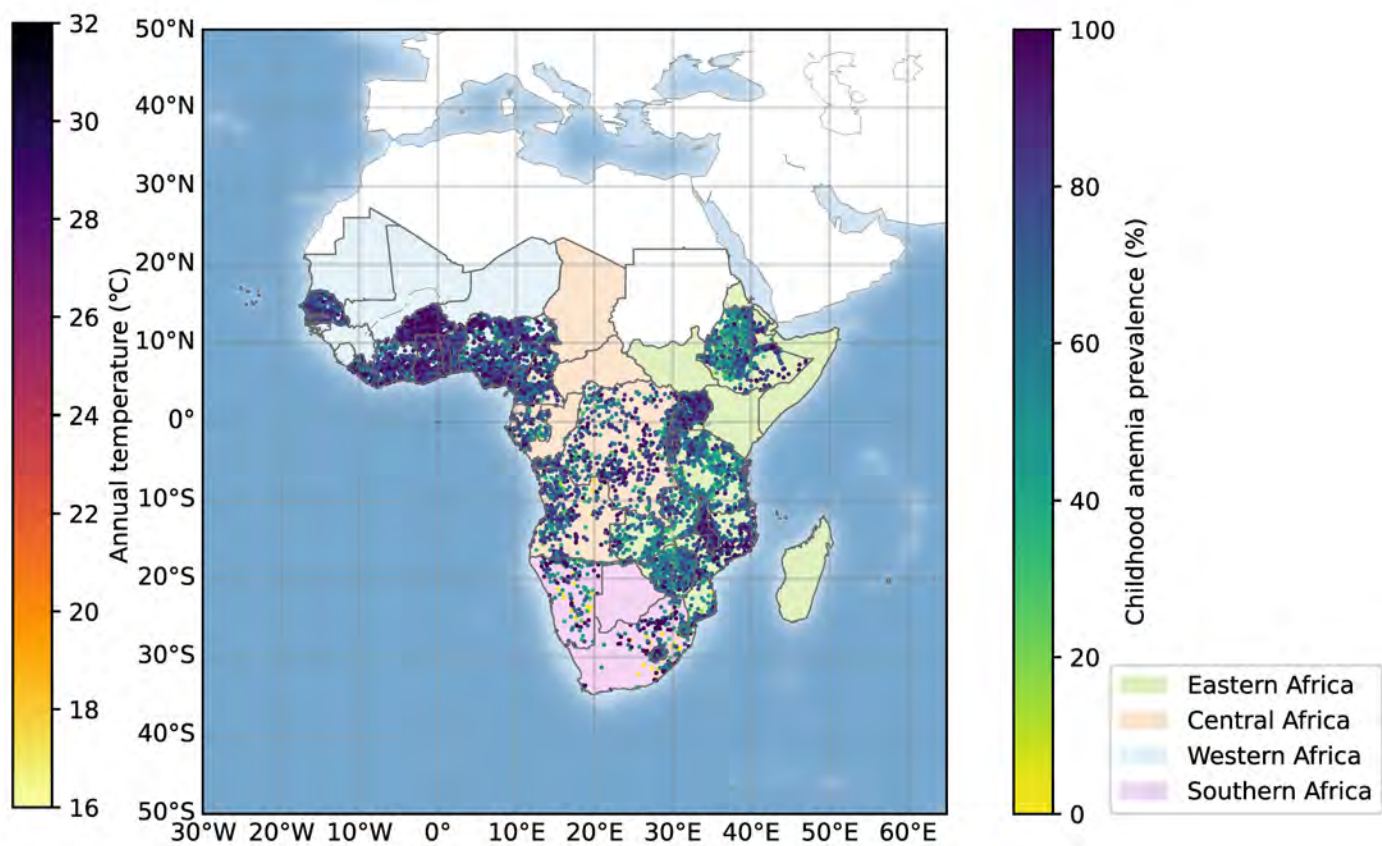 32
30
28
26
24
22
20
18
16
Annual temperature (°C)
50°N
40°N
30°N
20°N
10°N
0°
10°S
20°S
30°S
40°S
50°S
30°W 20°W 10°W 0° 10°E 20°E 30°E 40°E 50°E 60°E
100
80
60
40
20
0
Childhood anemia prevalence (%)
Eastern Africa
Central Africa
Western Africa
Southern Africa